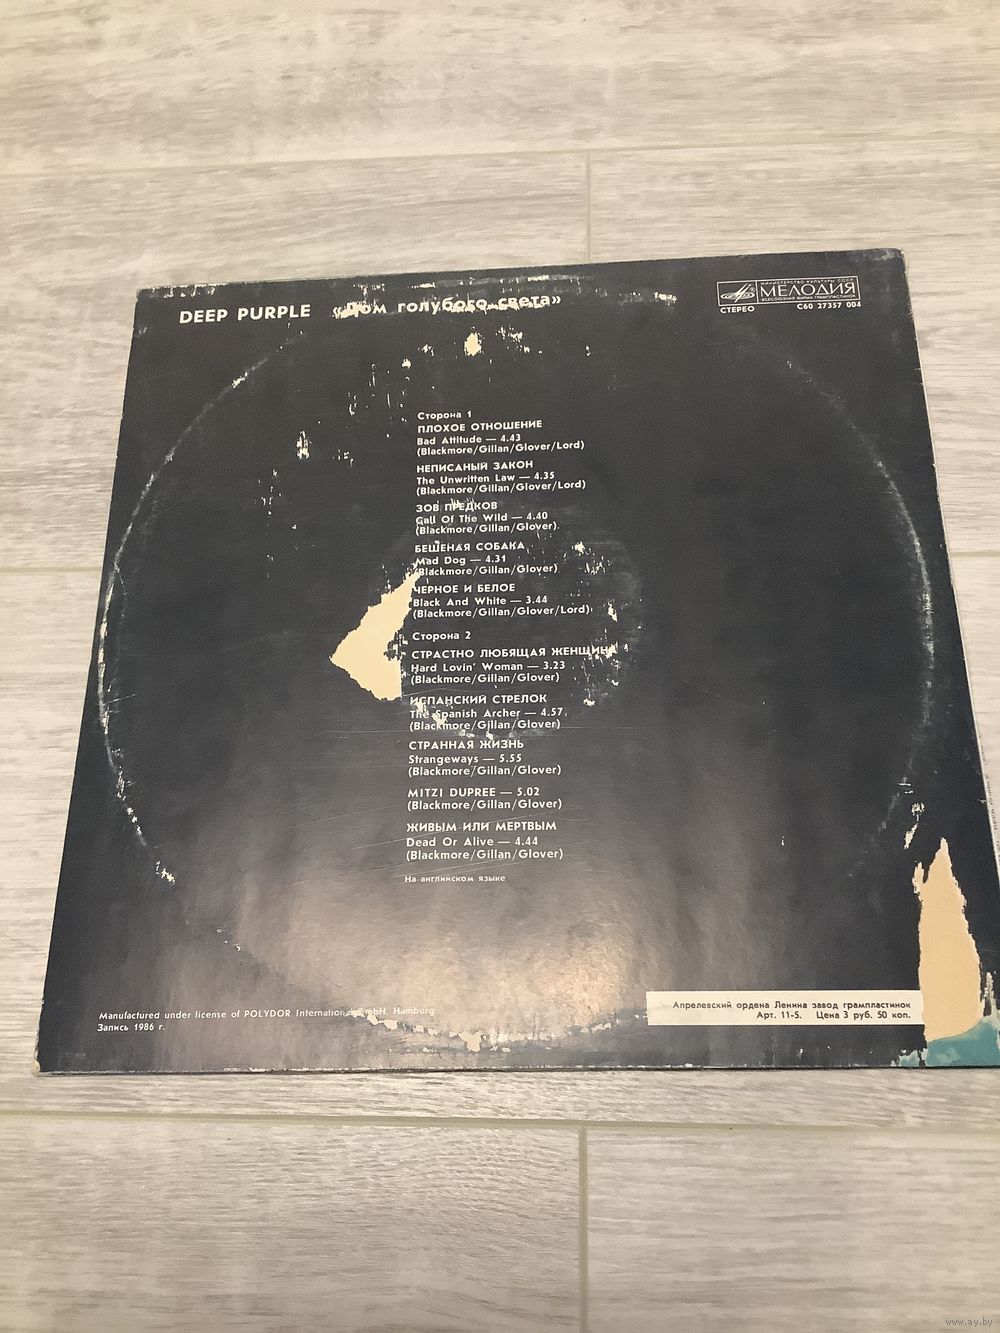 DEEP PURPLE «Дом голубого света»
МИНИСТЕРСТВО КУЛЬТУРЫ СССР
МЕЛОДИЯ
ВСЕСОЮЗНАЯ ФИРМА ГРАМПЛАСТИНОК
СТЕРЕО С60 27357 004
Сторона 1
ПЛОХОЕ ОТНОШЕНИЕ
Bad Attitude — 4.43
(Blackmore/Gillan/Glover/Lord)
НЕПИСАНЫЙ ЗАКОН
The Unwritten Law — 4.35
(Blackmore/Gillan/Glover/Lord)
ЗОВ ПРЕДКОВ
Call Of The Wild — 4.40
(Blackmore/Gillan/Glover)
БЕШЕНАЯ СОБАКА
Mad Dog — 4.31
(Blackmore/Gillan/Glover)
ЧЕРНОЕ И БЕЛОЕ
Black And White — 3.44
(Blackmore/Gillan/Glover/Lord)
Сторона 2
СТРАСТНО ЛЮБЯЩАЯ ЖЕНЩИНА
Hard Lovin' Woman — 3.23
(Blackmore/Gillan/Glover)
ИСПАНСКИЙ СТРЕЛОК
The Spanish Archer — 4.57
(Blackmore/Gillan/Glover)
СТРАННАЯ ЖИЗНЬ
Strangeways — 5.55
(Blackmore/Gillan/Glover)
MITZI DUPREE — 5.02
(Blackmore/Gillan/Glover)
ЖИВЫМ ИЛИ МЕРТВЫМ
Dead Or Alive — 4.44
(Blackmore/Gillan/Glover)
На английском языке
Manufactured under license of POLYDOR International GmbH, Hamburg
Запись 1986 г.
Апрелевский ордена Ленина завод грампластинок
Арт. 11-5. Цена 3 руб. 50 коп.
www.ay.by